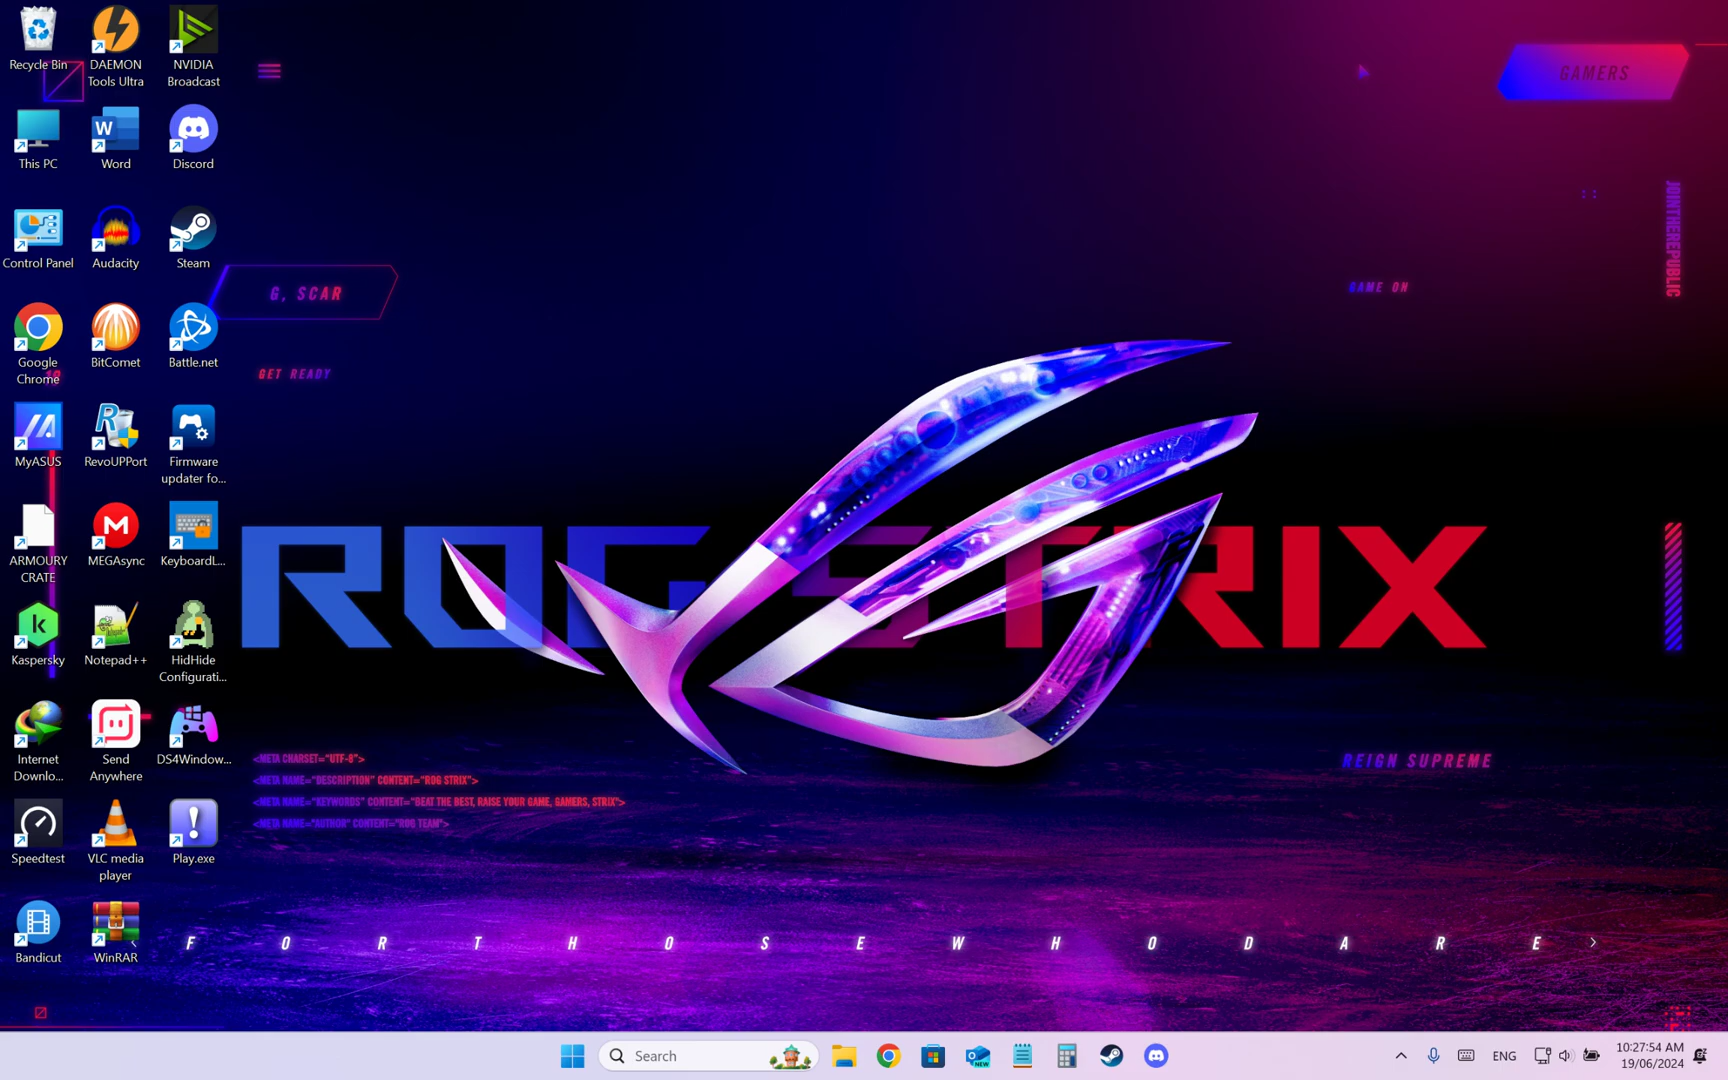 Recycle Bin
DAEMON
Tools Ultra
NVIDIA
Broadcast
This PC
Word
Discord
Control Panel
Audacity
Steam
Google
Chrome
BitComet
Battle.net
MyASUS
RevoUPPort
Firmware
updater fo...
ARMOURY
CRATE
MEGAsync
KeyboardL...
Kaspersky
Notepad++
HidHide
Configurati...
Internet
Downlo...
Send
Anywhere
DS4Window...
Speedtest
VLC media
player
Play.exe
Bandicut
WinRAR
GAMERS
JOINTHEREPUBLIC
G, SCAR
GAME ON
GET READY
ROG STRIX
REIGN SUPREME
<META CHARSET="UTF-8">
<META NAME="DESCRIPTION" CONTENT="ROG STRIX">
<META NAME="KEYWORDS" CONTENT="BEAT THE BEST, RAISE YOUR GAME, GAMERS, STRIX">
<META NAME="AUTHOR" CONTENT="ROG TEAM">
F O R T H O S E W H O D A R E
Search
NEW
ENG
10:27:54 AM
19/06/2024